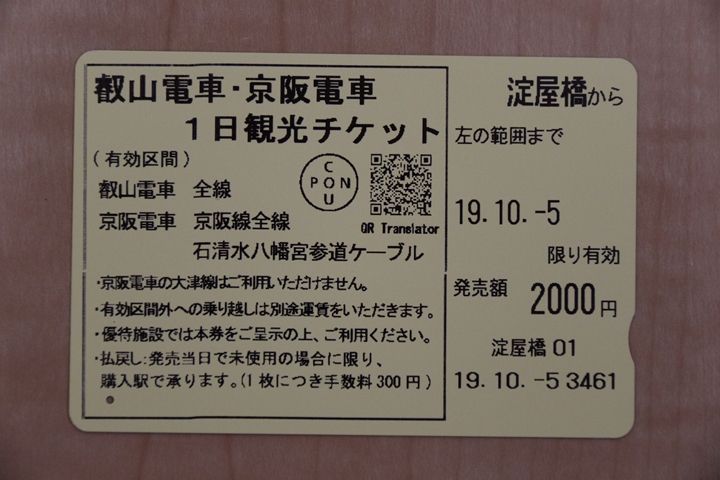 叡山電車・京阪電車
1日観光チケット
(有効区間)
叡山電車 全線
京阪電車 京阪線全線
石清水八幡宮参道ケーブル
COUPON
QR Translator
・京阪電車の大津線はご利用いただけません。
・有効区間外への乗り越しは別途運賃をいただきます。
・優待施設では本券をご呈示の上、ご利用ください。
・払戻し:発売当日で未使用の場合に限り、
購入駅で承ります。(1枚につき手数料300円)
淀屋橋から
左の範囲まで
19.10.-5
限り有効
発売額 2000円
淀屋橋 01
19.10.-5 3461